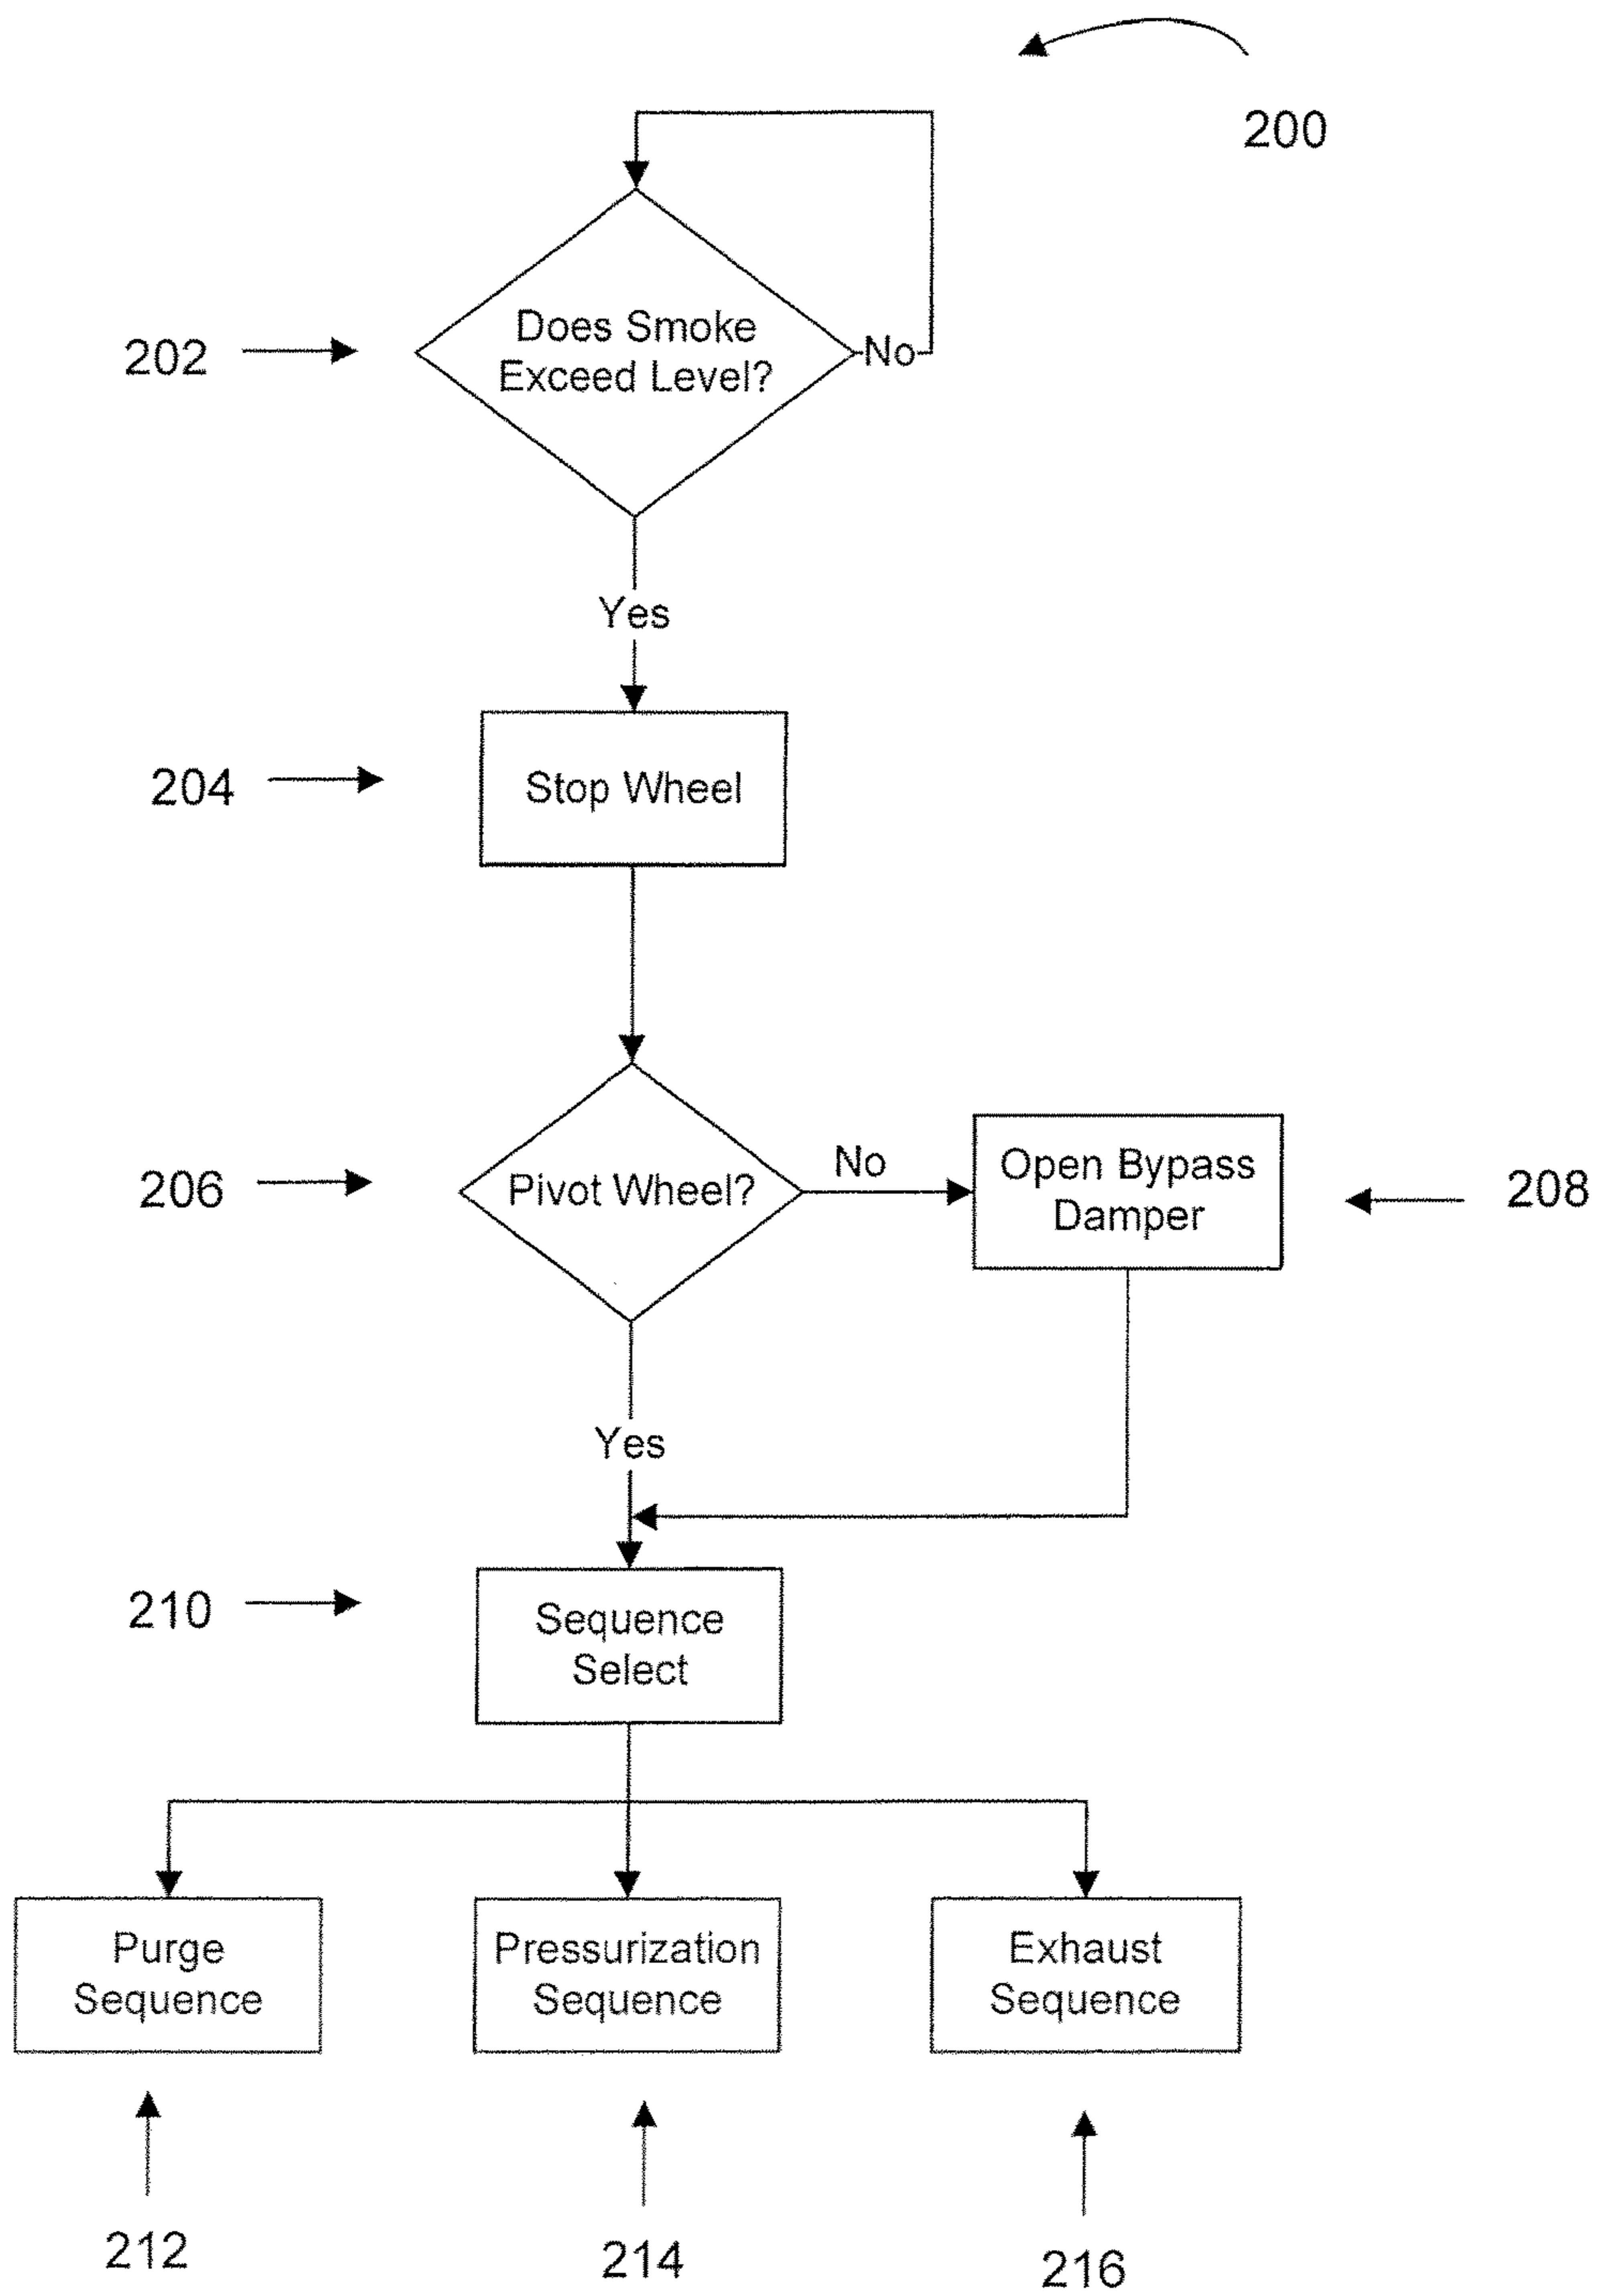 200
Does Smoke
Exceed Level?
No
202
Yes
204
Stop Wheel
206
Pivot Wheel?
No
Open Bypass
Damper
208
Yes
210
Sequence
Select
Purge
Sequence
Pressurization
Sequence
Exhaust
Sequence
212
214
216